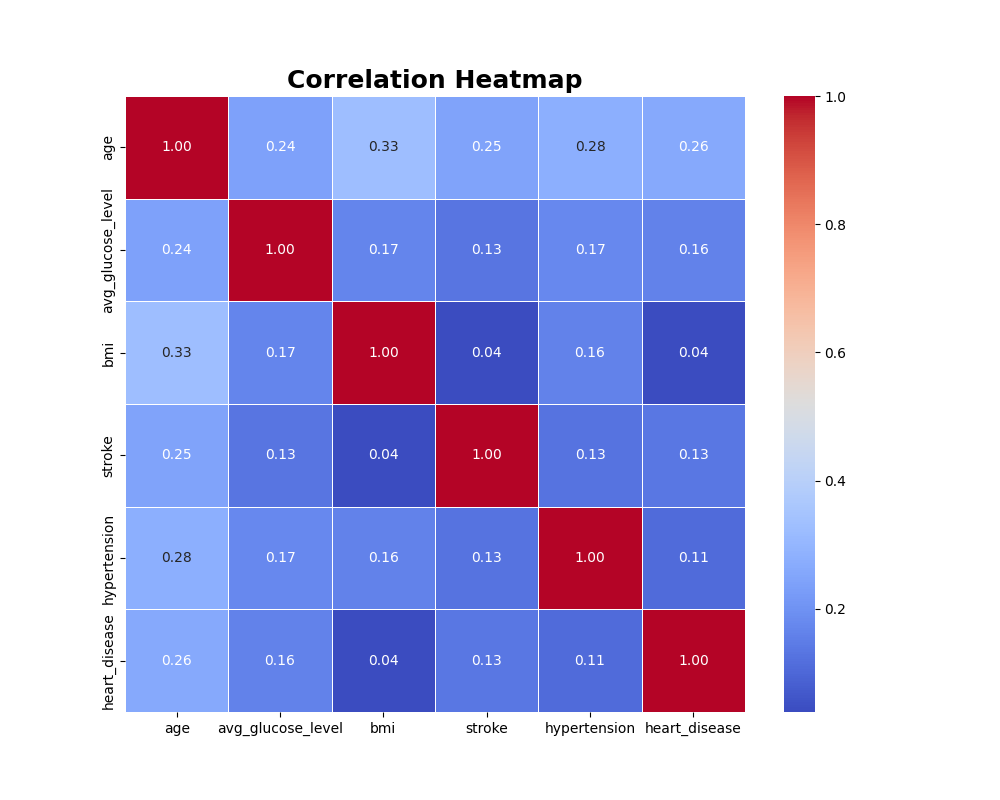 Correlation Heatmap
age 1.00 0.24 0.33 0.25 0.28 0.26
avg_glucose_level 0.24 1.00 0.17 0.13 0.17 0.16
bmi 0.33 0.17 1.00 0.04 0.16 0.04
stroke 0.25 0.13 0.04 1.00 0.13 0.13
hypertension 0.28 0.17 0.16 0.13 1.00 0.11
heart_disease 0.26 0.16 0.04 0.13 0.11 1.00
age avg_glucose_level bmi stroke hypertension heart_disease
1.0
0.8
0.6
0.4
0.2